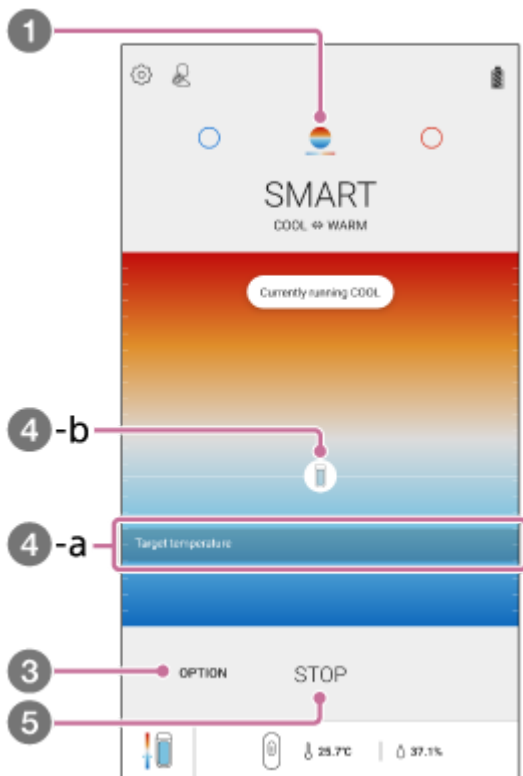 1
SMART
COOL ⇔ WARM
Currently running COOL
4 -b
4 -a
Target temperature
3
OPTION
STOP
5
25.7°C | 37.1%